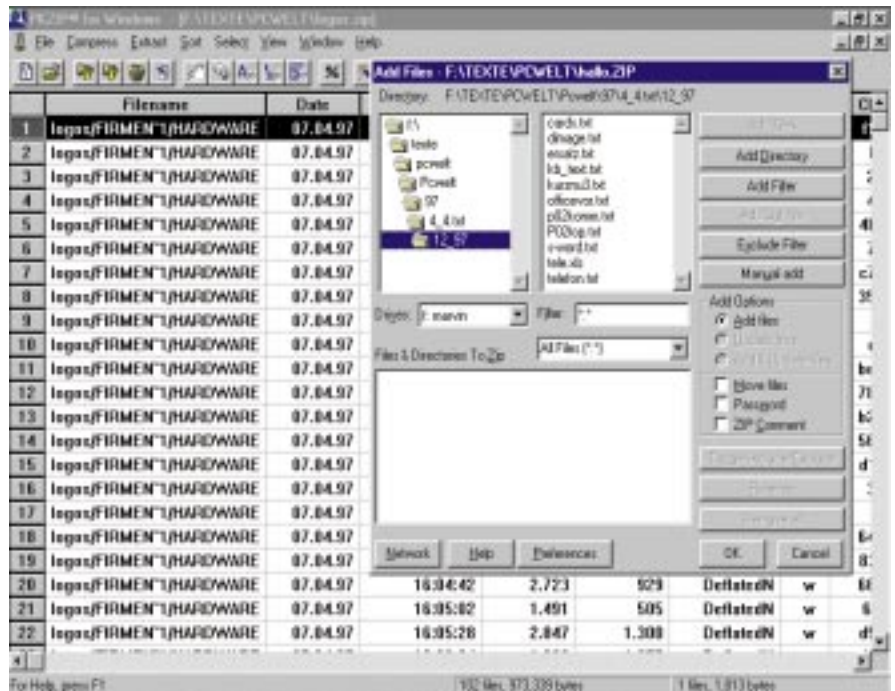 PKZIP® for Windows - [F:\TEXTE\PCWELT\logos.zip]
File Compress Extract Sort Select View Window Help
Add Files - F:\TEXTE\PCWELT\hallo.ZIP
Directory: F:\TEXTE\PCWELT\Pcwelt\97\4_4.txt\12_97
f:\
texte
pcwelt
Pcwelt
97
4_4.txt
12_97
cards.txt
dimage.txt
ersatz.txt
kb_text.txt
kurzmu3.txt
officevor.txt
p02komm.txt
P02top.txt
s-word.txt
tele.xls
telefon.txt
Add Directory
Add Filter
Exclude Filter
Manual add
Drives: f: marvin
Filter: *.*
All Files (*.*)
Files & Directories To Zip
Add Options
Add files
Move files
Password
ZIP Comment
Network Help Preferences OK Cancel
Filename Date
1 logos/FIRMEN~1/HARDWARE 07.04.97
2 logos/FIRMEN~1/HARDWARE 07.04.97
3 logos/FIRMEN~1/HARDWARE 07.04.97
4 logos/FIRMEN~1/HARDWARE 07.04.97
5 logos/FIRMEN~1/HARDWARE 07.04.97
6 logos/FIRMEN~1/HARDWARE 07.04.97
7 logos/FIRMEN~1/HARDWARE 07.04.97
8 logos/FIRMEN~1/HARDWARE 07.04.97
9 logos/FIRMEN~1/HARDWARE 07.04.97
10 logos/FIRMEN~1/HARDWARE 07.04.97
11 logos/FIRMEN~1/HARDWARE 07.04.97
12 logos/FIRMEN~1/HARDWARE 07.04.97
13 logos/FIRMEN~1/HARDWARE 07.04.97
14 logos/FIRMEN~1/HARDWARE 07.04.97
15 logos/FIRMEN~1/HARDWARE 07.04.97
16 logos/FIRMEN~1/HARDWARE 07.04.97
17 logos/FIRMEN~1/HARDWARE 07.04.97
18 logos/FIRMEN~1/HARDWARE 07.04.97
19 logos/FIRMEN~1/HARDWARE 07.04.97
20 logos/FIRMEN~1/HARDWARE 07.04.97 16:04:42 2.723 929 DeflatedN w
21 logos/FIRMEN~1/HARDWARE 07.04.97 16:05:02 1.491 505 DeflatedN w
22 logos/FIRMEN~1/HARDWARE 07.04.97 16:05:28 2.847 1.308 DeflatedN w
For Help, press F1 102 files, 973.339 bytes 1 files, 1.813 bytes